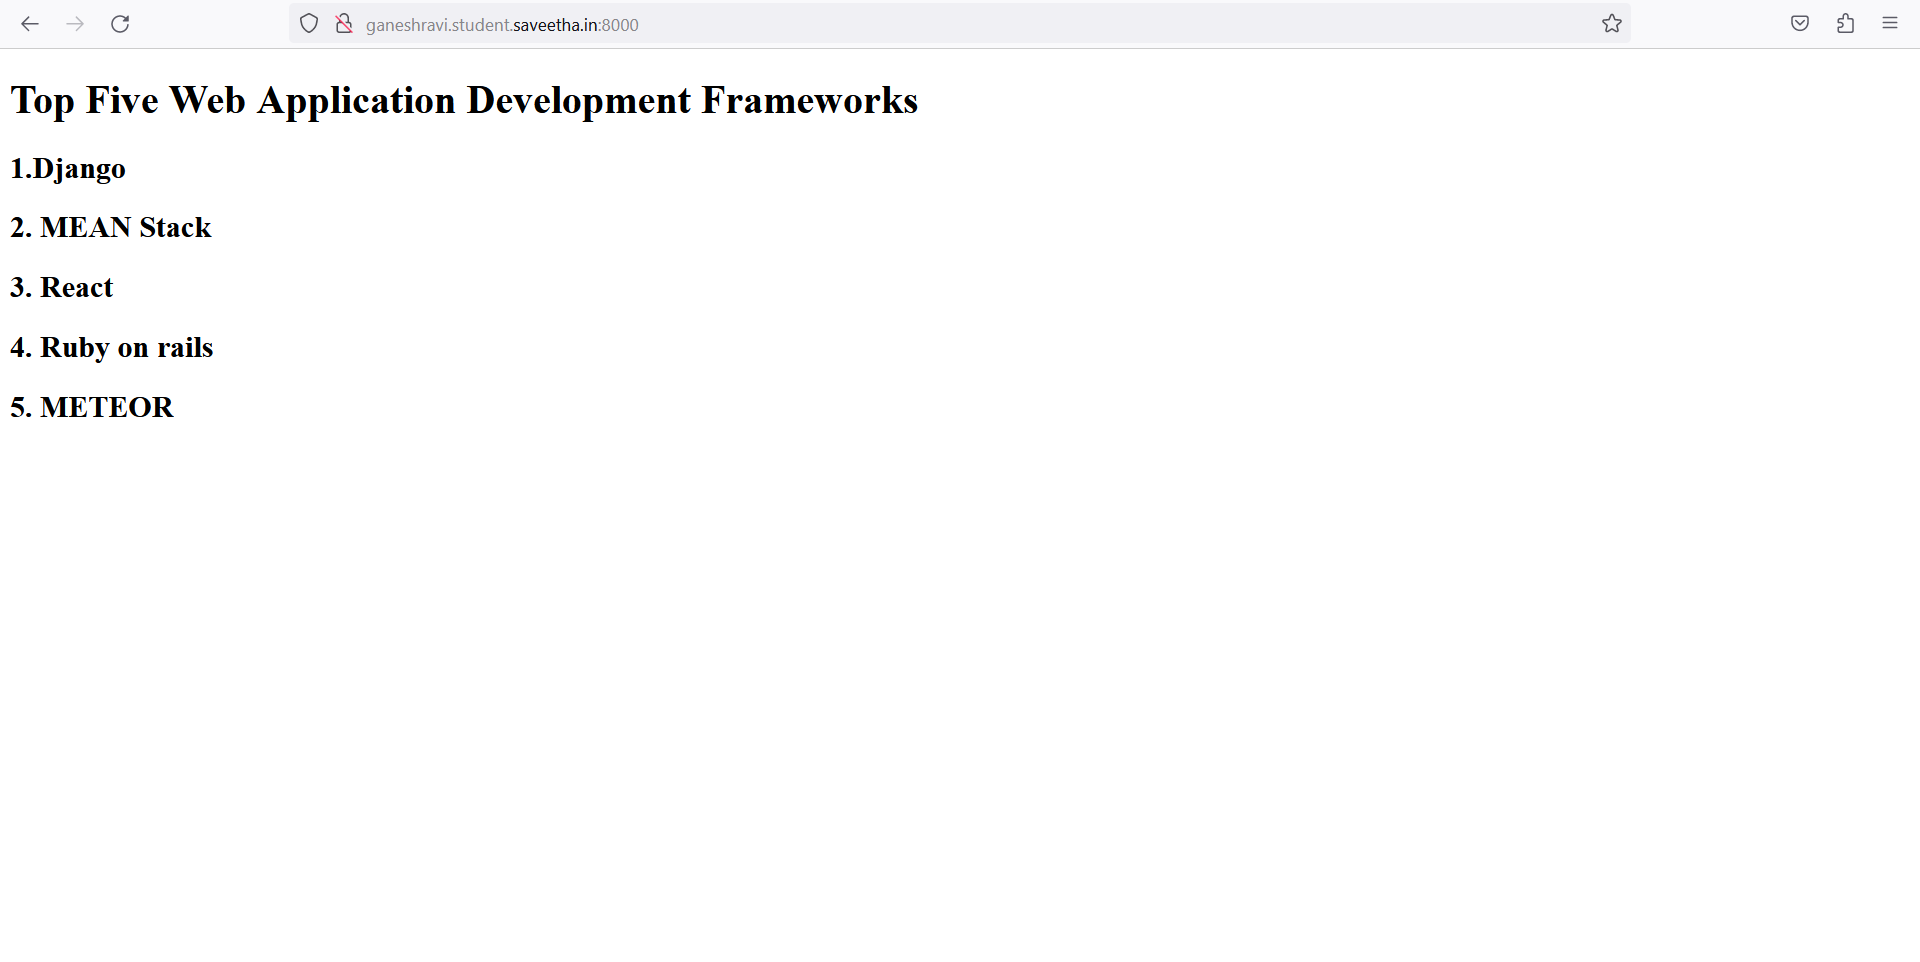 ganeshravi.student.saveetha.in:8000
Top Five Web Application Development Frameworks
1.Django
2. MEAN Stack
3. React
4. Ruby on rails
5. METEOR